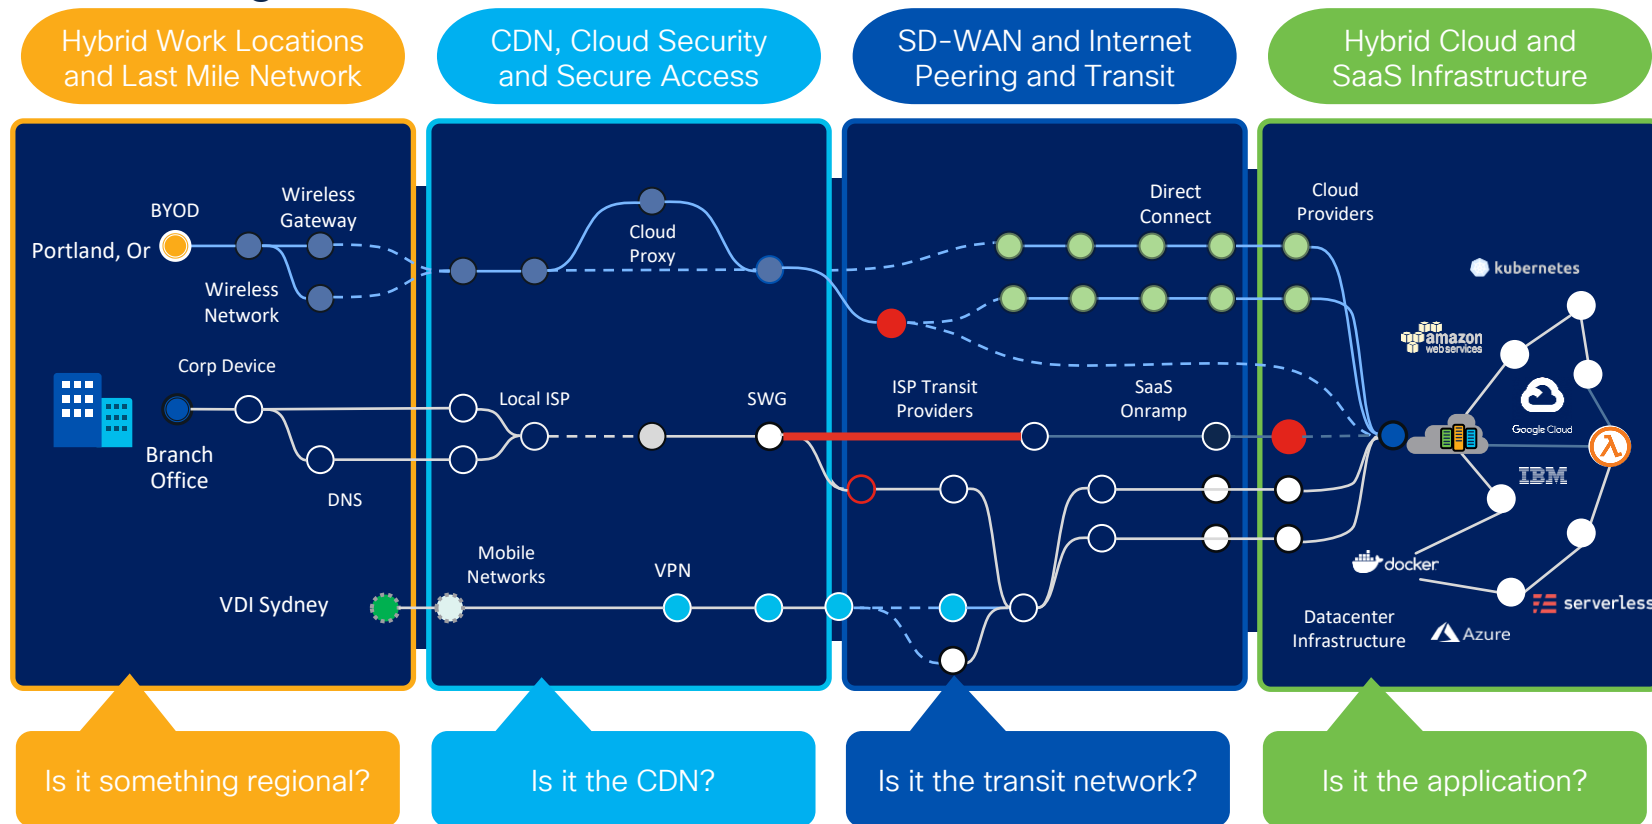 Hybrid Work Locations
and Last Mile Network
CDN, Cloud Security
and Secure Access
SD-WAN and Internet
Peering and Transit
Hybrid Cloud and
SaaS Infrastructure
BYOD
Wireless
Gateway
Portland, Or
Wireless
Network
Corp Device
Branch
Office
DNS
VDI Sydney
Cloud
Proxy
Local ISP
SWG
Mobile
Networks
VPN
Direct
Connect
ISP Transit
Providers
SaaS
Onramp
Cloud
Providers
kubernetes
amazon
webservices
Google Cloud
λ
IBM
docker
serverless
Datacenter
Infrastructure
Azure
Is it something regional?
Is it the CDN?
Is it the transit network?
Is it the application?